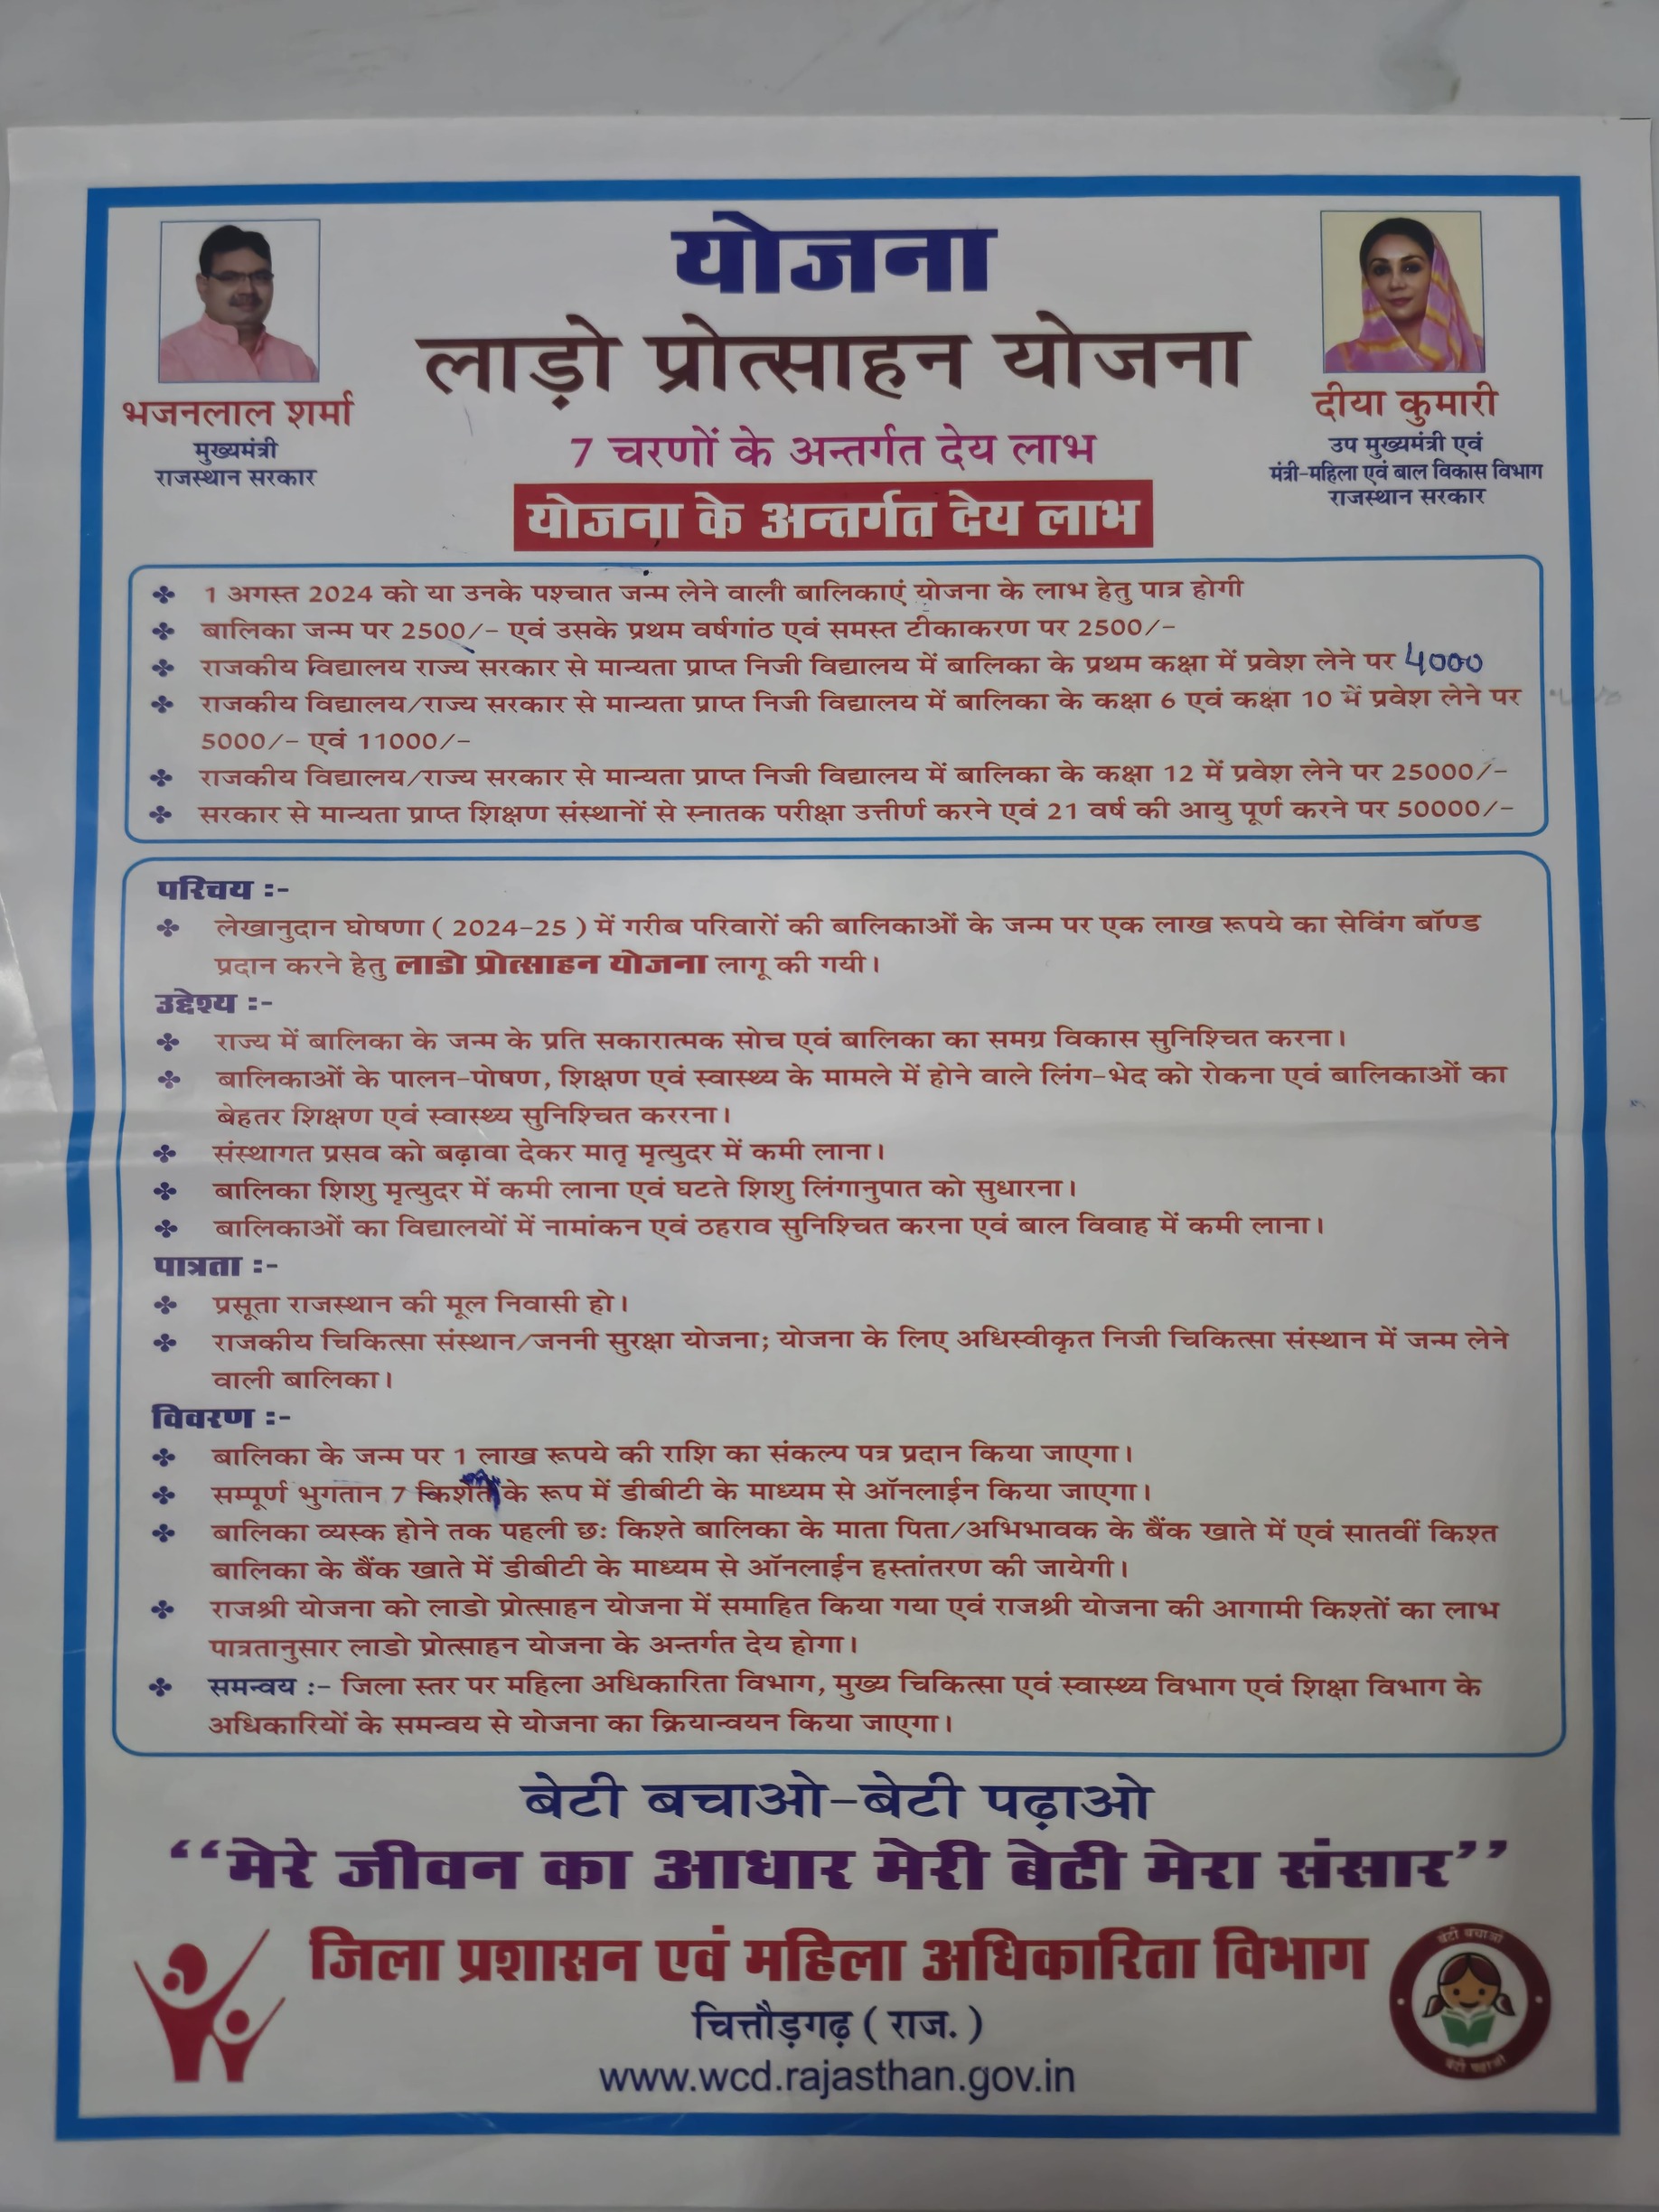 योजना
लाड़ो प्रोत्साहन योजना
7 चरणों के अन्तर्गत देय लाभ
योजना के अन्तर्गत देय लाभ
भजनलाल शर्मा
मुख्यमंत्री
राजस्थान सरकार
दीया कुमारी
उप मुख्यमंत्री एवं
मंत्री-महिला एवं बाल विकास विभाग
राजस्थान सरकार
1 अगस्त 2024 को या उनके पश्चात जन्म लेने वाली बालिकाएं योजना के लाभ हेतु पात्र होगी
बालिका जन्म पर 2500/- एवं उसके प्रथम वर्षगांठ एवं समस्त टीकाकरण पर 2500/-
राजकीय विद्यालय राज्य सरकार से मान्यता प्राप्त निजी विद्यालय में बालिका के प्रथम कक्षा में प्रवेश लेने पर 4000
राजकीय विद्यालय/राज्य सरकार से मान्यता प्राप्त निजी विद्यालय में बालिका के कक्षा 6 एवं कक्षा 10 में प्रवेश लेने पर
5000/- एवं 11000/-
राजकीय विद्यालय/राज्य सरकार से मान्यता प्राप्त निजी विद्यालय में बालिका के कक्षा 12 में प्रवेश लेने पर 25000/-
सरकार से मान्यता प्राप्त शिक्षण संस्थानों से स्नातक परीक्षा उत्तीर्ण करने एवं 21 वर्ष की आयु पूर्ण करने पर 50000/-
परिचय :-
लेखानुदान घोषणा ( 2024-25 ) में गरीब परिवारों की बालिकाओं के जन्म पर एक लाख रूपये का सेविंग बॉण्ड
प्रदान करने हेतु लाडो प्रोत्साहन योजना लागू की गयी।
उद्देश्य :-
राज्य में बालिका के जन्म के प्रति सकारात्मक सोच एवं बालिका का समग्र विकास सुनिश्चित करना।
बालिकाओं के पालन-पोषण, शिक्षण एवं स्वास्थ्य के मामले में होने वाले लिंग-भेद को रोकना एवं बालिकाओं का
बेहतर शिक्षण एवं स्वास्थ्य सुनिश्चित कररना।
संस्थागत प्रसव को बढ़ावा देकर मातृ मृत्युदर में कमी लाना।
बालिका शिशु मृत्युदर में कमी लाना एवं घटते शिशु लिंगानुपात को सुधारना।
बालिकाओं का विद्यालयों में नामांकन एवं ठहराव सुनिश्चित करना एवं बाल विवाह में कमी लाना।
पात्रता :-
प्रसूता राजस्थान की मूल निवासी हो।
राजकीय चिकित्सा संस्थान/जननी सुरक्षा योजना; योजना के लिए अधिस्वीकृत निजी चिकित्सा संस्थान में जन्म लेने
वाली बालिका।
विवरण :-
बालिका के जन्म पर 1 लाख रूपये की राशि का संकल्प पत्र प्रदान किया जाएगा।
सम्पूर्ण भुगतान 7 के रूप में डीबीटी के माध्यम से ऑनलाईन किया जाएगा।
बालिका व्यस्क होने तक पहली छः किश्ते बालिका के माता पिता/अभिभावक के बैंक खाते में एवं सातवीं किश्त
बालिका के बैंक खाते में डीबीटी के माध्यम से ऑनलाईन हस्तांतरण की जायेगी।
राजश्री योजना को लाडो प्रोत्साहन योजना में समाहित किया गया एवं राजश्री योजना की आगामी किश्तों का लाभ
पात्रतानुसार लाडो प्रोत्साहन योजना के अन्तर्गत देय होगा।
समन्वय :- जिला स्तर पर महिला अधिकारिता विभाग, मुख्य चिकित्सा एवं स्वास्थ्य विभाग एवं शिक्षा विभाग के
अधिकारियों के समन्वय से योजना का क्रियान्वयन किया जाएगा।
बेटी बचाओ-बेटी पढ़ाओ
“मेरे जीवन का आधार मेरी बेटी मेरा संसार”
जिला प्रशासन एवं महिला अधिकारिता विभाग
चित्तौड़गढ़ ( राज. )
www.wcd.rajasthan.gov.in
बेटी बचाओ
बेटी पढ़ाओ